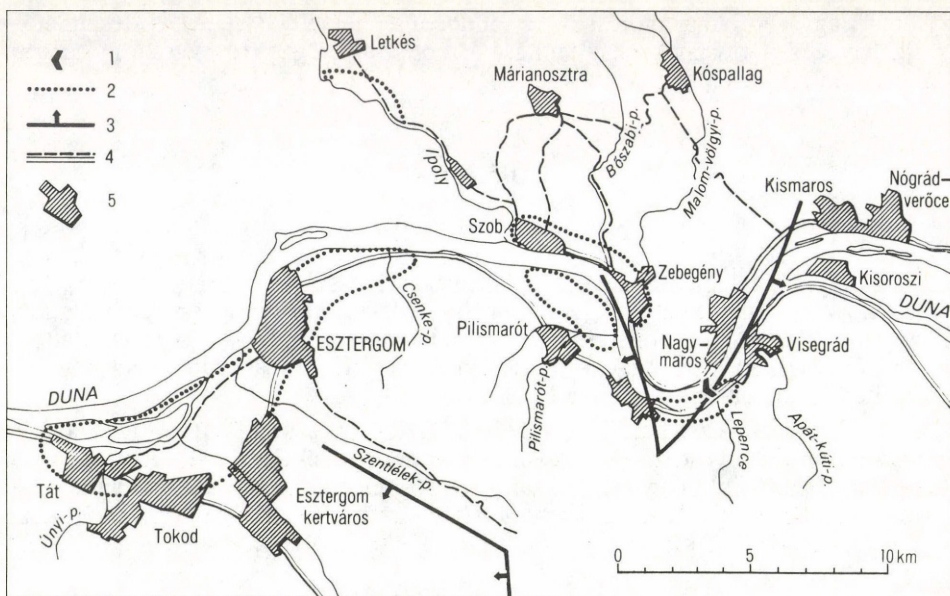 1
2
3
4
5
Letkés
Márianosztra
Kóspallag
Ipoly
Bőszabi-p.
Malom-völgyi-p.
Kismaros
Nógrád-
verőce
Szob
Zebegény
Kisoroszi
DUNA
Csenke-p.
ESZTERGOM
Pilismarót
Nagy-
maros
Visegrád
DUNA
Pilismarót-p.
Lepence
Apát-kúti-p.
Szentlélek-p.
Tát
Esztergom
kertváros
Únyi-p.
Tokod
0 5 10 km